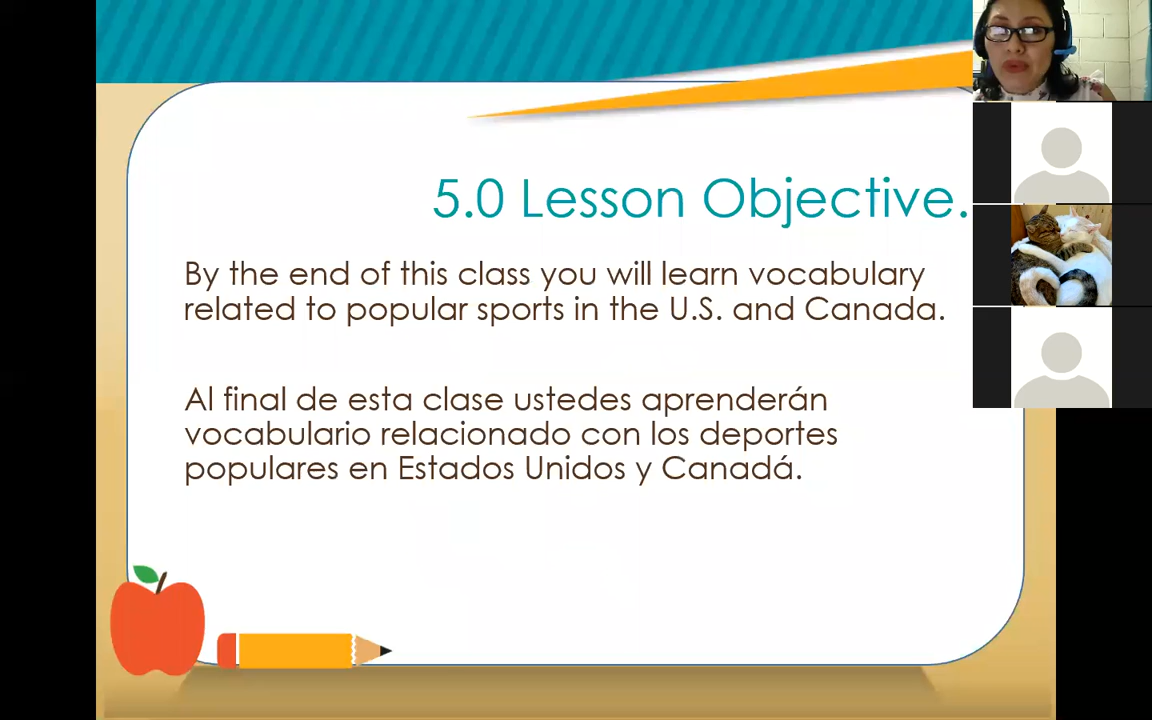 5.0 Lesson Objective.
By the end of this class you will learn vocabulary
related to popular sports in the U.S. and Canada.
Al final de esta clase ustedes aprenderán
vocabulario relacionado con los deportes
populares en Estados Unidos y Canadá.